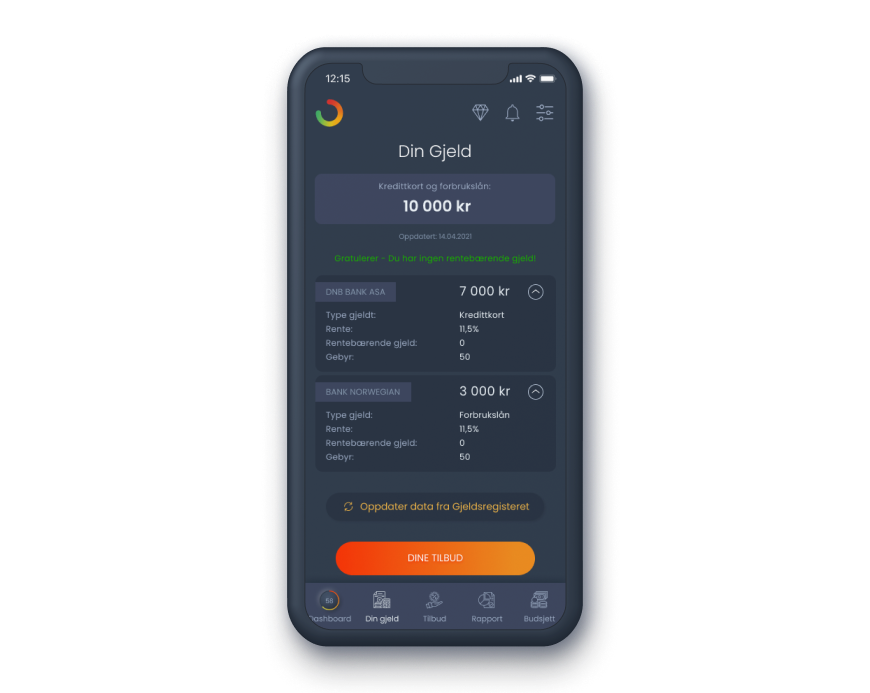 12:15
Din Gjeld
Kredittkort og forbrukslån:
10 000 kr
Oppdatert: 14.04.2021
Gratulerer - Du har ingen rentebærende gjeld!
DNB BANK ASA 7 000 kr
Type gjeldt: Kredittkort
Rente: 11,5%
Rentebærende gjeld: 0
Gebyr: 50
BANK NORWEGIAN 3 000 kr
Type gjeld: Forbrukslån
Rente: 11,5%
Rentebærende gjeld: 0
Gebyr: 50
Oppdater data fra Gjeldsregisteret
DINE TILBUD
58
Dashboard Din gjeld Tilbud Rapport Budsjett